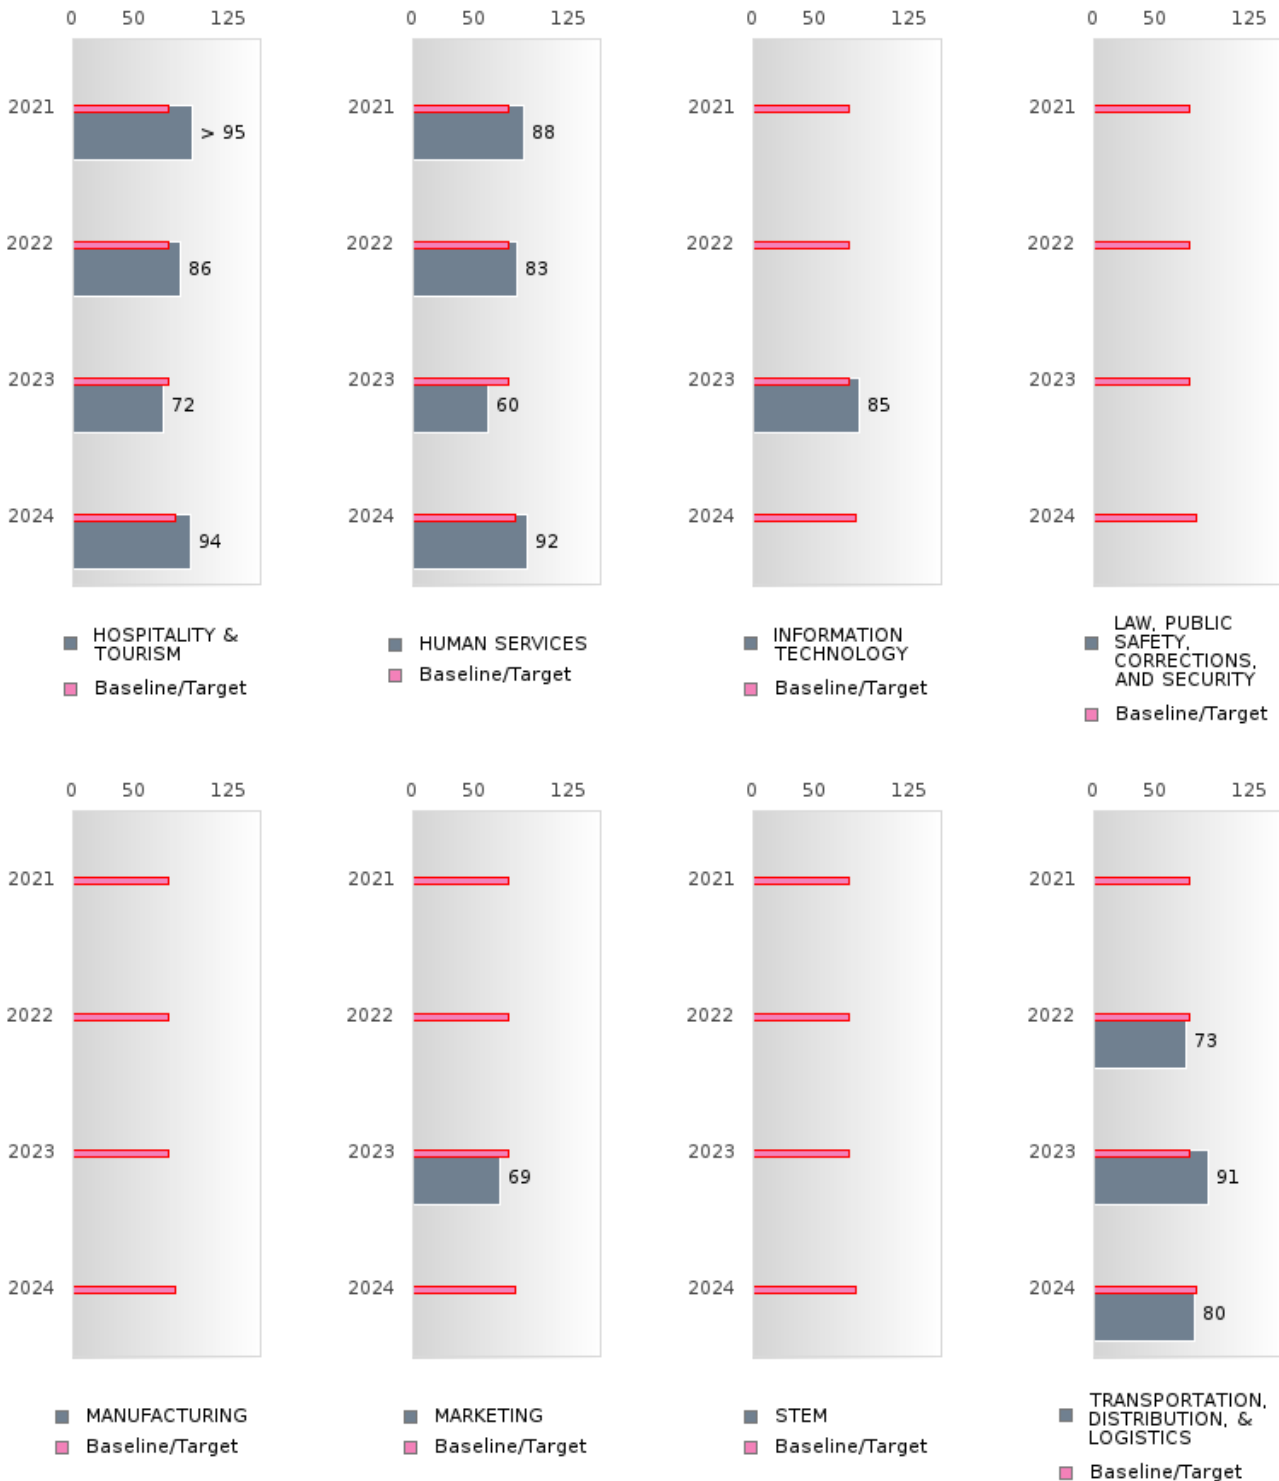 0 50 125
0 50 125
0 50 125
0 50 125
2021
> 95
2021
88
2021
2021
2022
86
2022
83
2022
2022
2023
72
2023
60
2023
85
2023
2024
94
2024
92
2024
2024
HOSPITALITY &
TOURISM
Baseline/Target
HUMAN SERVICES
Baseline/Target
INFORMATION
TECHNOLOGY
Baseline/Target
LAW, PUBLIC
SAFETY,
CORRECTIONS,
AND SECURITY
Baseline/Target
0 50 125
0 50 125
0 50 125
0 50 125
2021
2021
2021
2021
2022
2022
2022
2022
73
2023
2023
69
2023
2023
91
2024
2024
2024
2024
80
MANUFACTURING
Baseline/Target
MARKETING
Baseline/Target
STEM
Baseline/Target
TRANSPORTATION,
DISTRIBUTION, &
LOGISTICS
Baseline/Target